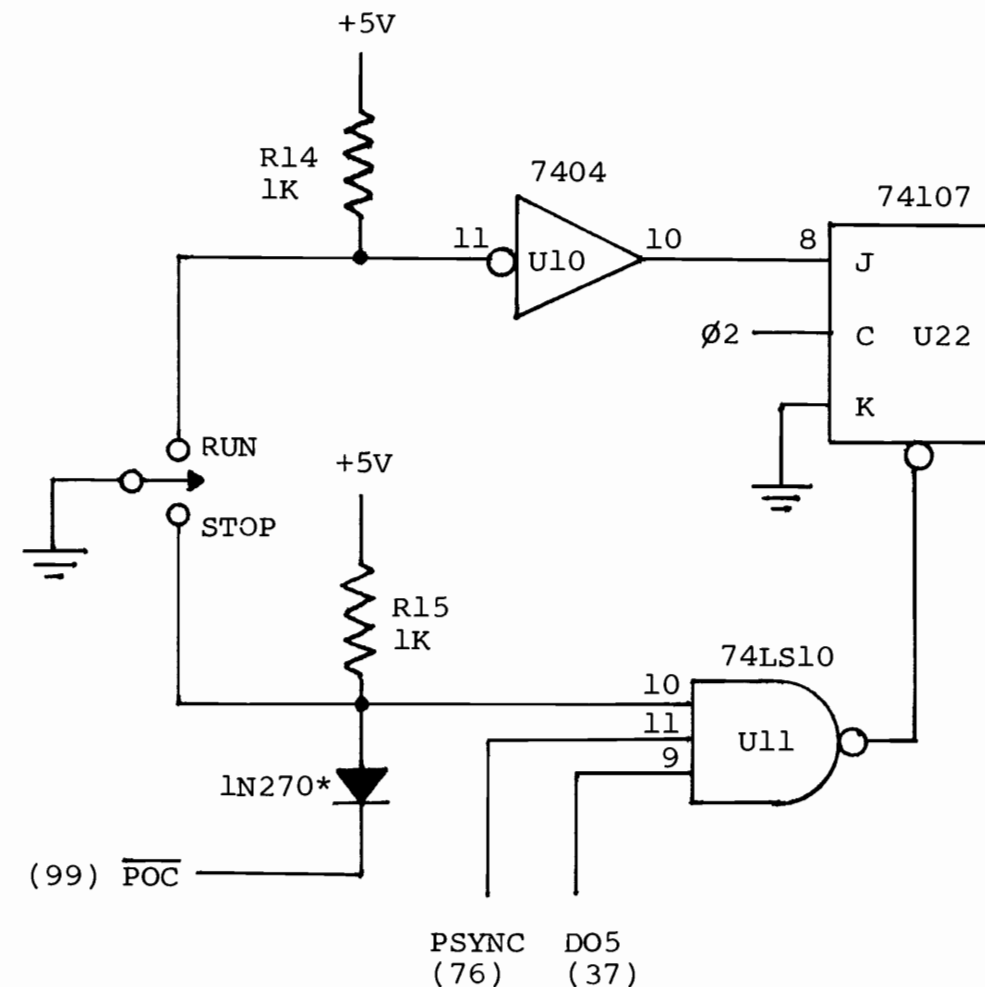 +5V
R14
1K
7404
11
U10
10
74107
8
J
Ø2
C
U22
K
RUN
STOP
+5V
R15
1K
74LS10
10
11
9
U11
1N270*
(99) POC
PSYNC
(76)
DO5
(37)